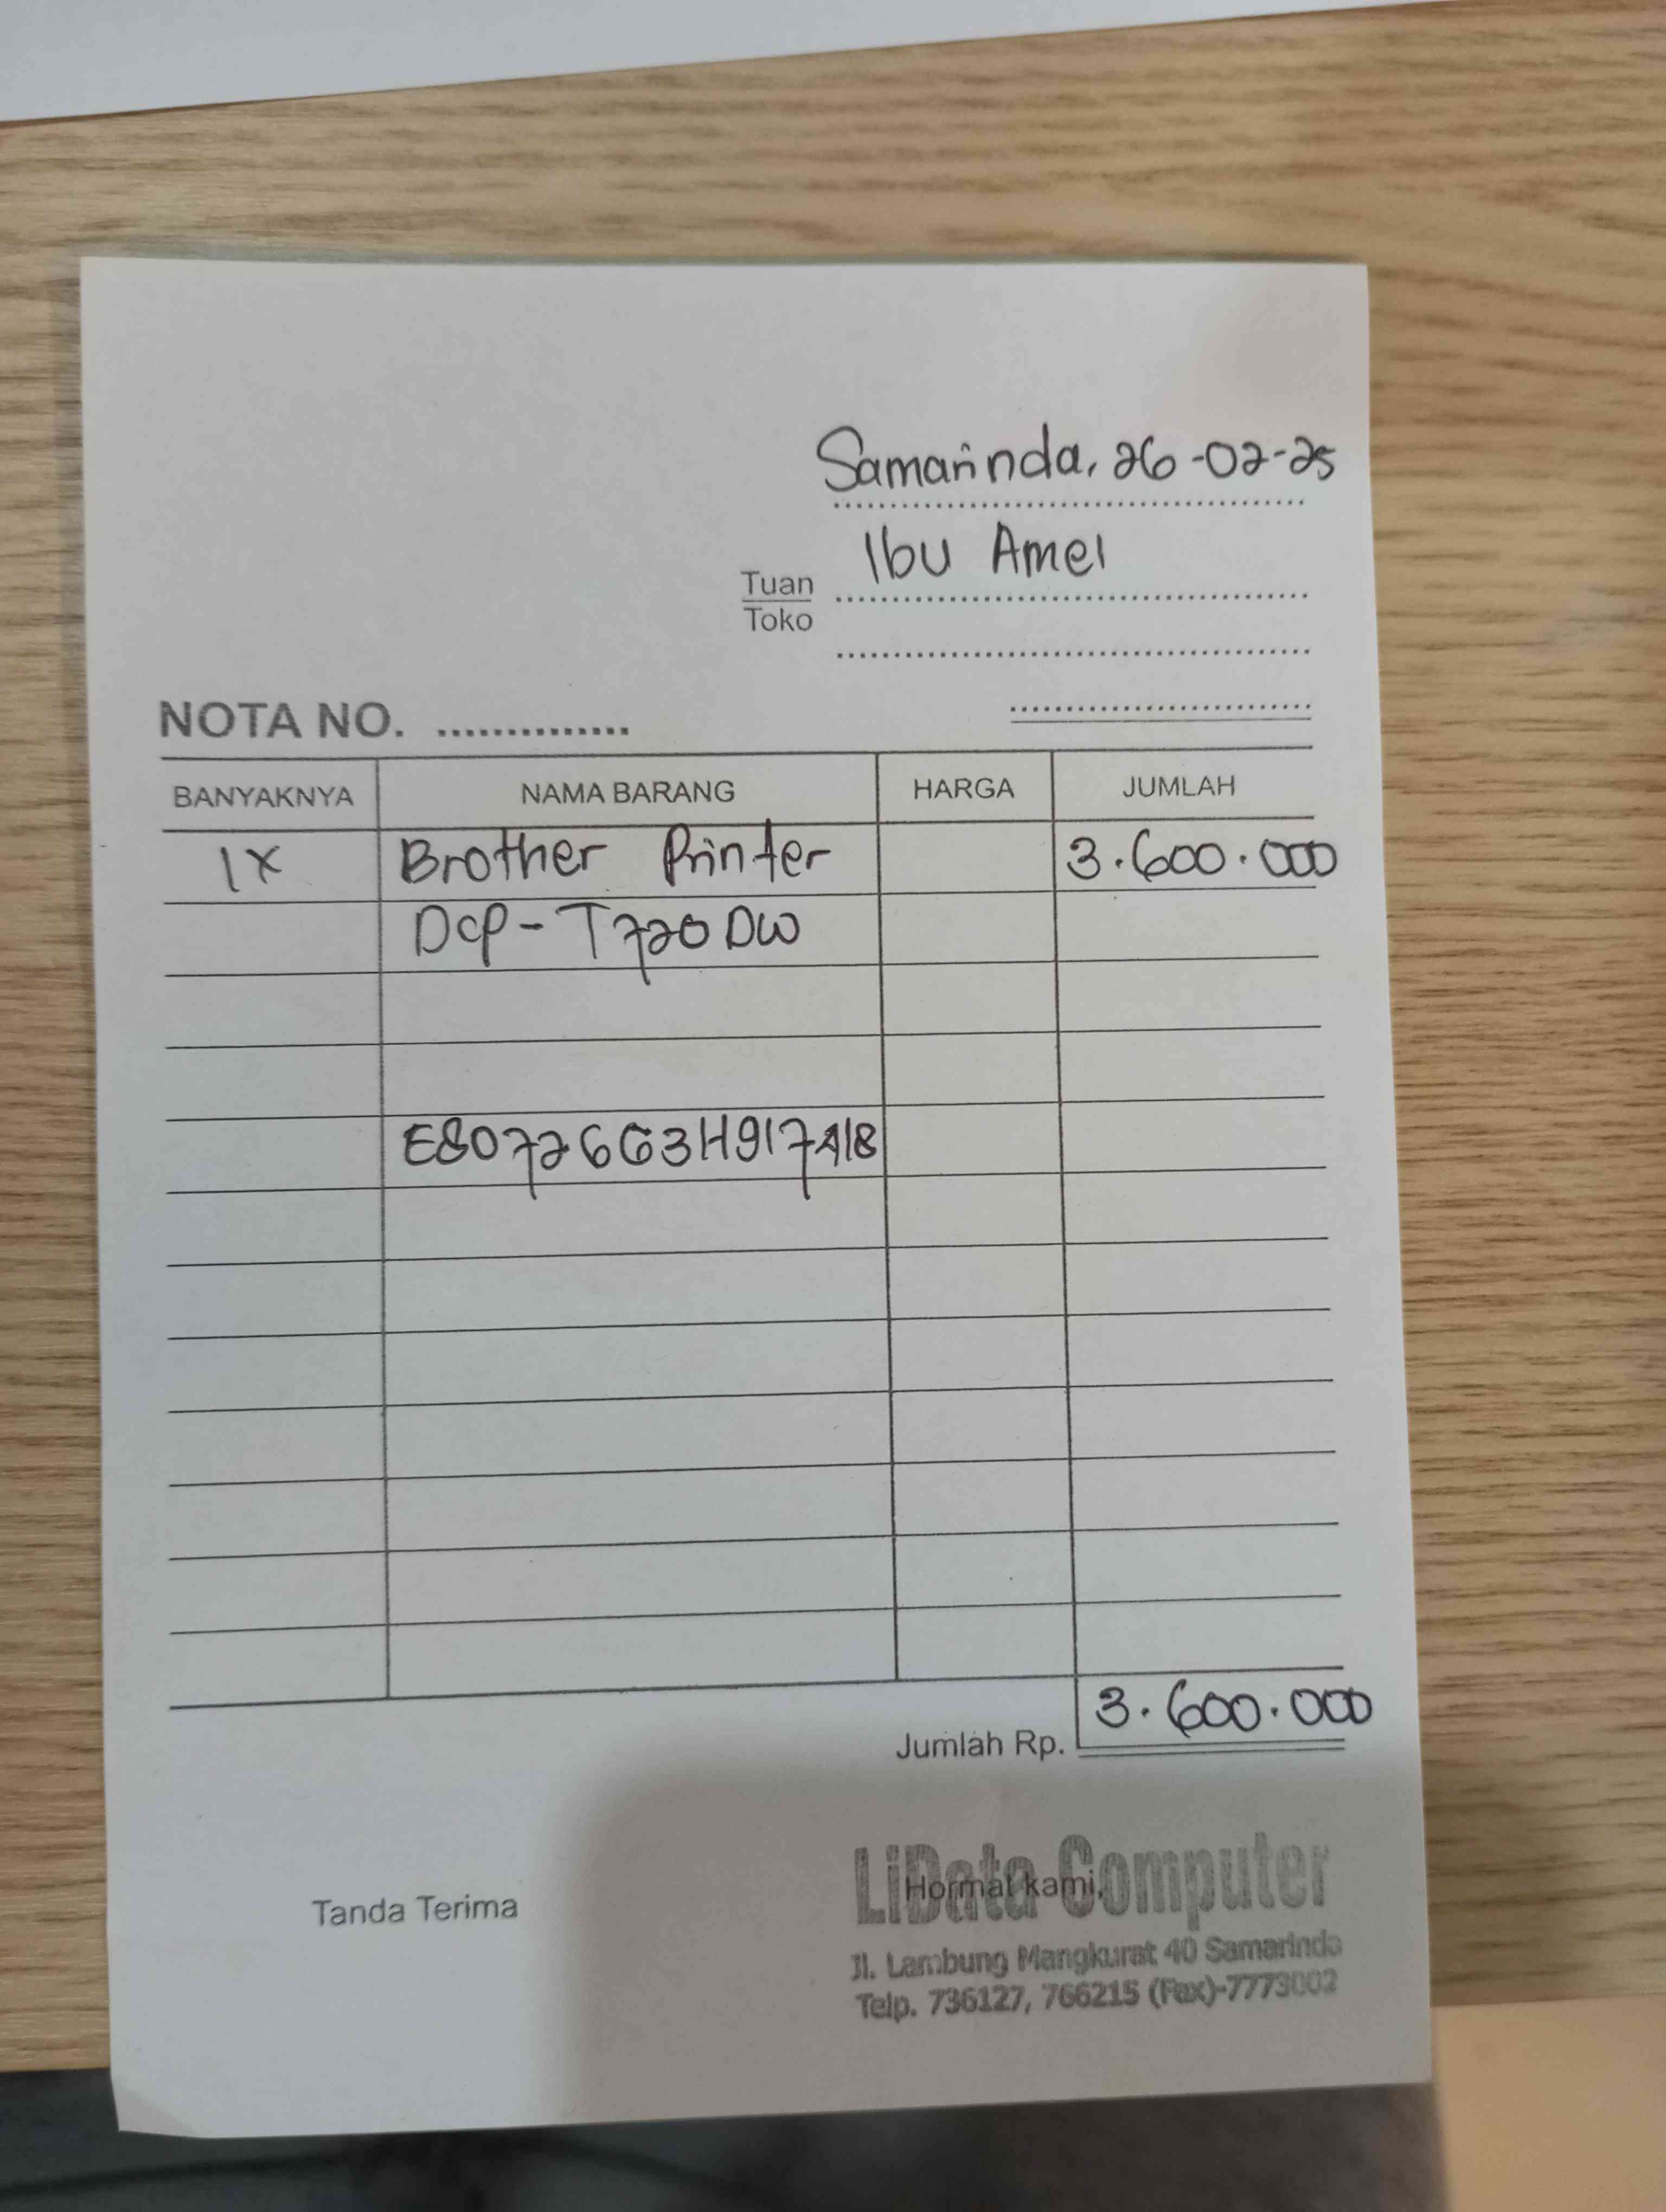 Samarinda, 26-02-25
Tuan Ibu Amel
Toko
NOTA NO. ..............
BANYAKNYA NAMA BARANG HARGA JUMLAH
1X Brother Printer 3.600.000
DCP-T720DW
E80726G3H917418
Jumlah Rp. 3.600.000
Tanda Terima Hormat kami,
LiData Computer
Jl. Lambung Mangkurat 40 Samarinda
Telp. 736127, 766215 (Fax)-7773002